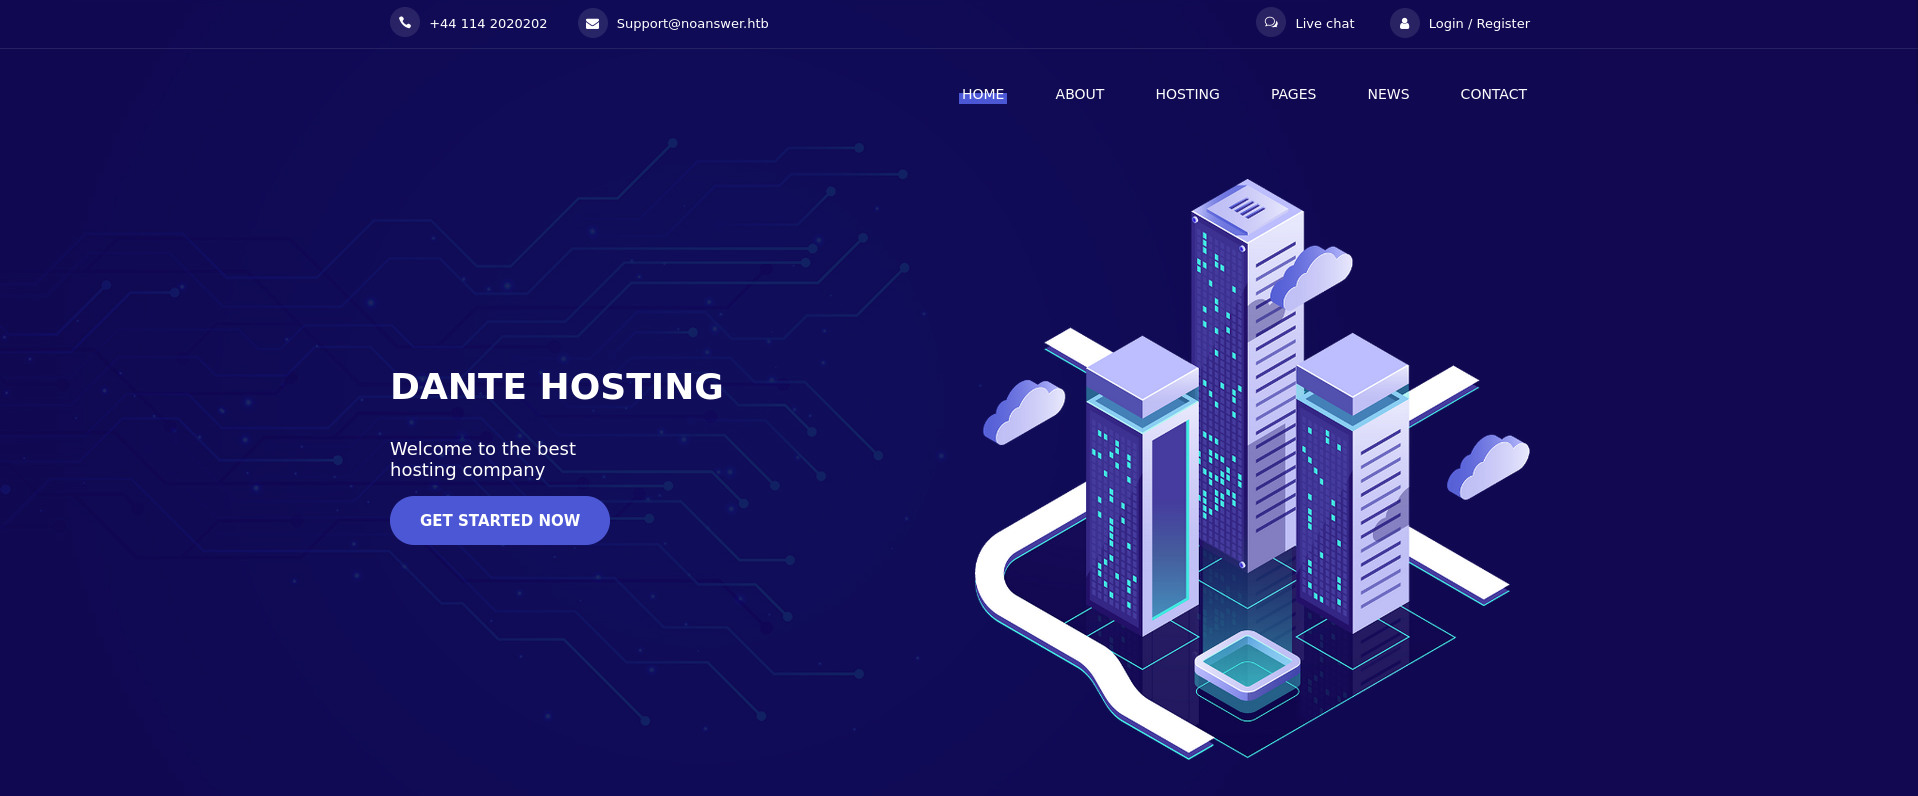 +44 114 2020202
Support@noanswer.htb
Live chat
Login / Register
HOME
ABOUT
HOSTING
PAGES
NEWS
CONTACT
DANTE HOSTING
Welcome to the best
hosting company
GET STARTED NOW